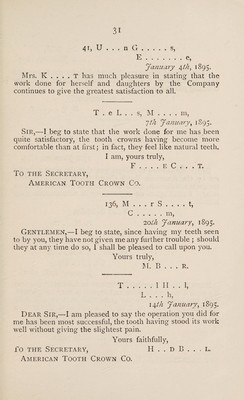 31
41, U . . . n G . . . . . s,
E . . . . . . . e,
January 4th, 1895.
Mrs. K . . . . T has much pleasure in stating that the
work done for herself and daughters by the Company
continues to give the greatest satisfaction to all.
T . e L . . s, M . . . . m,
7th January, 1895.
SIR,—I beg to state that the work done for me has been
quite satisfactory, the tooth crowns having become more
comfortable than at first; in fact, they feel like natural teeth.
I am, yours truly,
F . . . . E C . . . T.
To THE SECRETARY,
AMERICAN TOOTH CROWN CO.
136, M . . . r S . . . . t,
C . . . . . m,
20th January, 1895.
GENTLEMEN,—I beg to state, since having my teeth seen
to by you, they have not given me any further trouble ; should
they at any time do so, I shall be pleased to call upon you.
Yours truly,
M. B . . . E.
T . . . . . l H . . l,
L . . . . h,
14th January, 1895.
DEAR SIR,—I am pleased to say the operation you did for
me has been most successful, the tooth having stood its work
well without giving the slightest pain.
Yours faithfully,
To THE SECRETARY, H . . D B . . . L.
AMERICAN TOOTH CROWN CO.